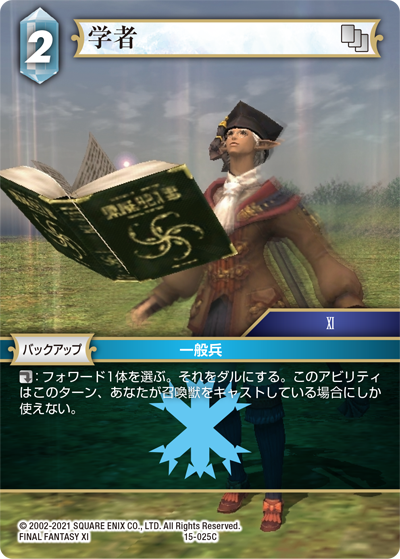 2
学者
XI
バックアップ
一般兵
:フォワード1体を選ぶ。それをダルにする。このアビリティ
はこのターン、あなたが召喚獣をキャストしている場合にしか
使えない。
© 2002-2021 SQUARE ENIX CO., LTD. All Rights Reserved.
FINAL FANTASY XI
15-025C